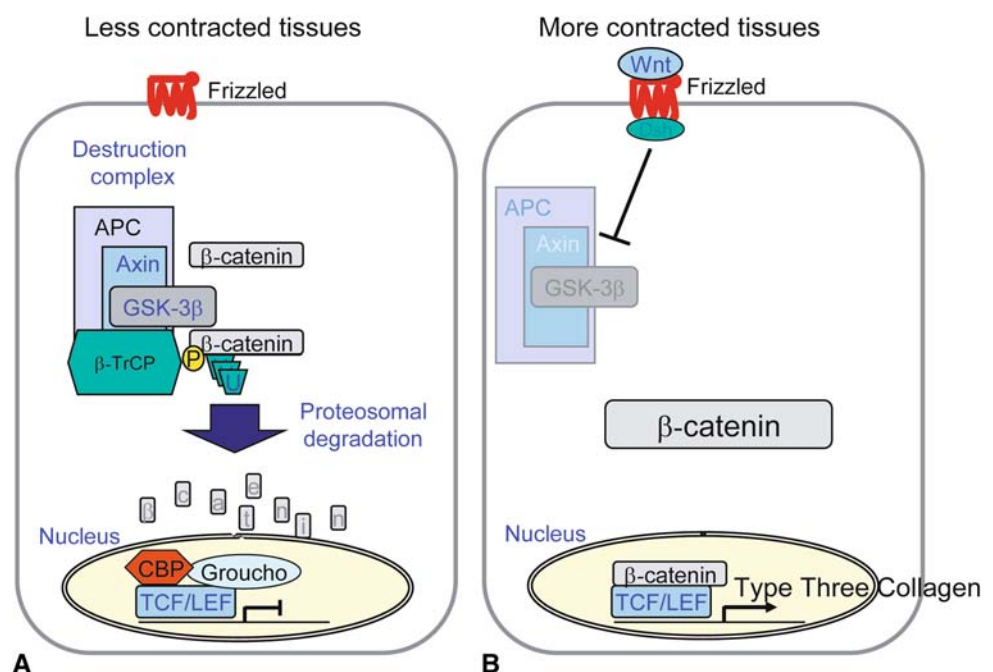 Less contracted tissues
Frizzled
Destruction
complex
APC
Axin
β-catenin
GSK-3β
β-catenin
β-TrCP
P
U
Proteosomal
degradation
β c a t e n i n
Nucleus
CBP
Groucho
TCF/LEF
A
More contracted tissues
Wnt
Frizzled
Dsh
APC
Axin
GSK-3β
β-catenin
Nucleus
β-catenin
TCF/LEF
Type Three Collagen
B